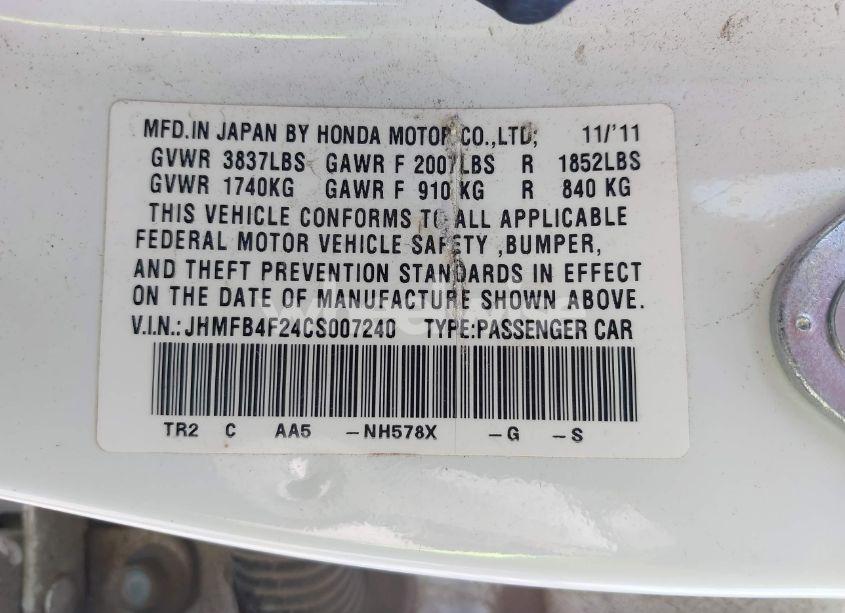 MFD.IN JAPAN BY HONDA MOTOR CO.,LTD; 11/'11
GVWR 3837LBS GAWR F 2007LBS R 1852LBS
GVWR 1740KG GAWR F 910 KG R 840 KG
THIS VEHICLE CONFORMS TO ALL APPLICABLE
FEDERAL MOTOR VEHICLE SAFETY ,BUMPER,
AND THEFT PREVENTION STANDARDS IN EFFECT
ON THE DATE OF MANUFACTURE SHOWN ABOVE.
V.I.N.:JHMFB4F24CS007240 TYPE:PASSENGER CAR
TR2 C AA5 -NH578X -G -S